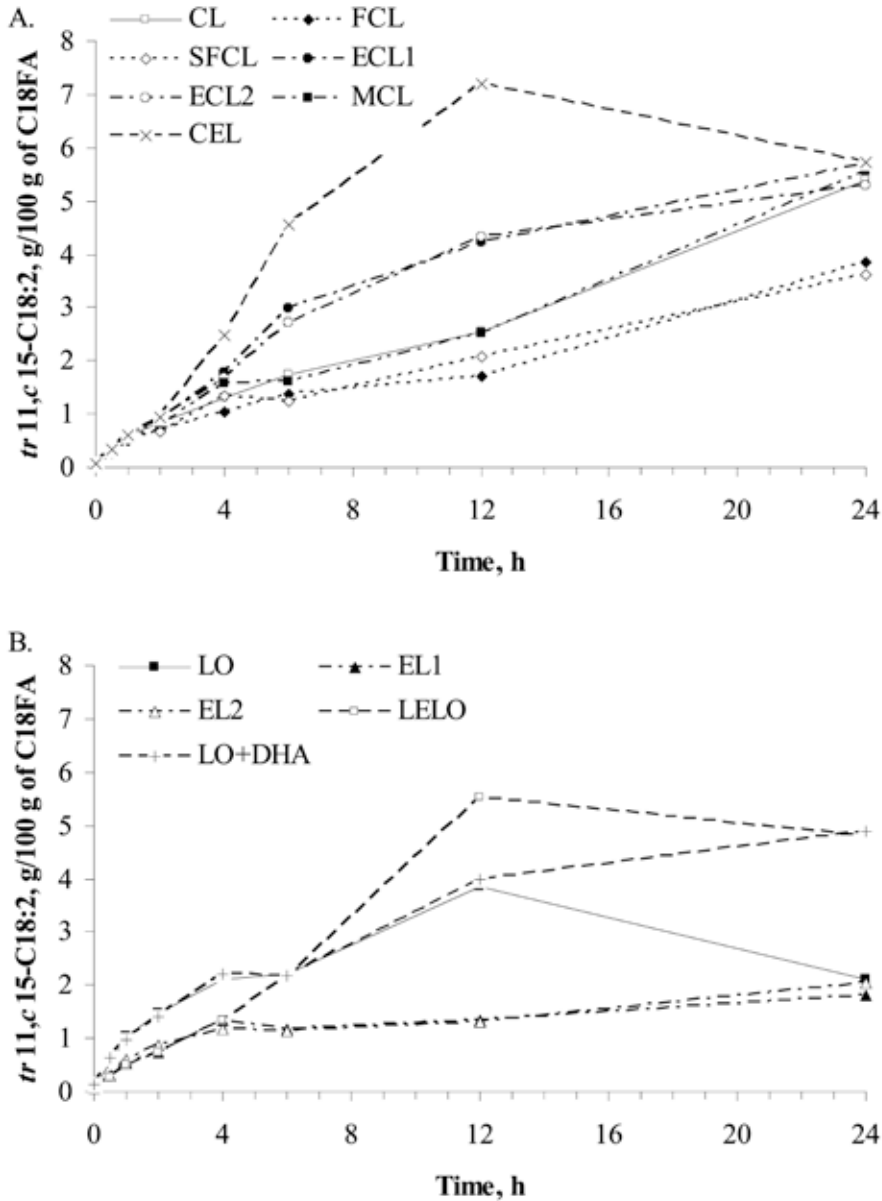 A.
CL FCL
SFCL ECL1
ECL2 MCL
CEL
tr 11,c 15-C18:2, g/100 g of C18FA
8
7
6
5
4
3
2
1
0
0 4 8 12 16 20 24
Time, h
B.
LO EL1
EL2 LELO
LO+DHA
tr 11,c 15-C18:2, g/100 g of C18FA
8
7
6
5
4
3
2
1
0
0 4 8 12 16 20 24
Time, h